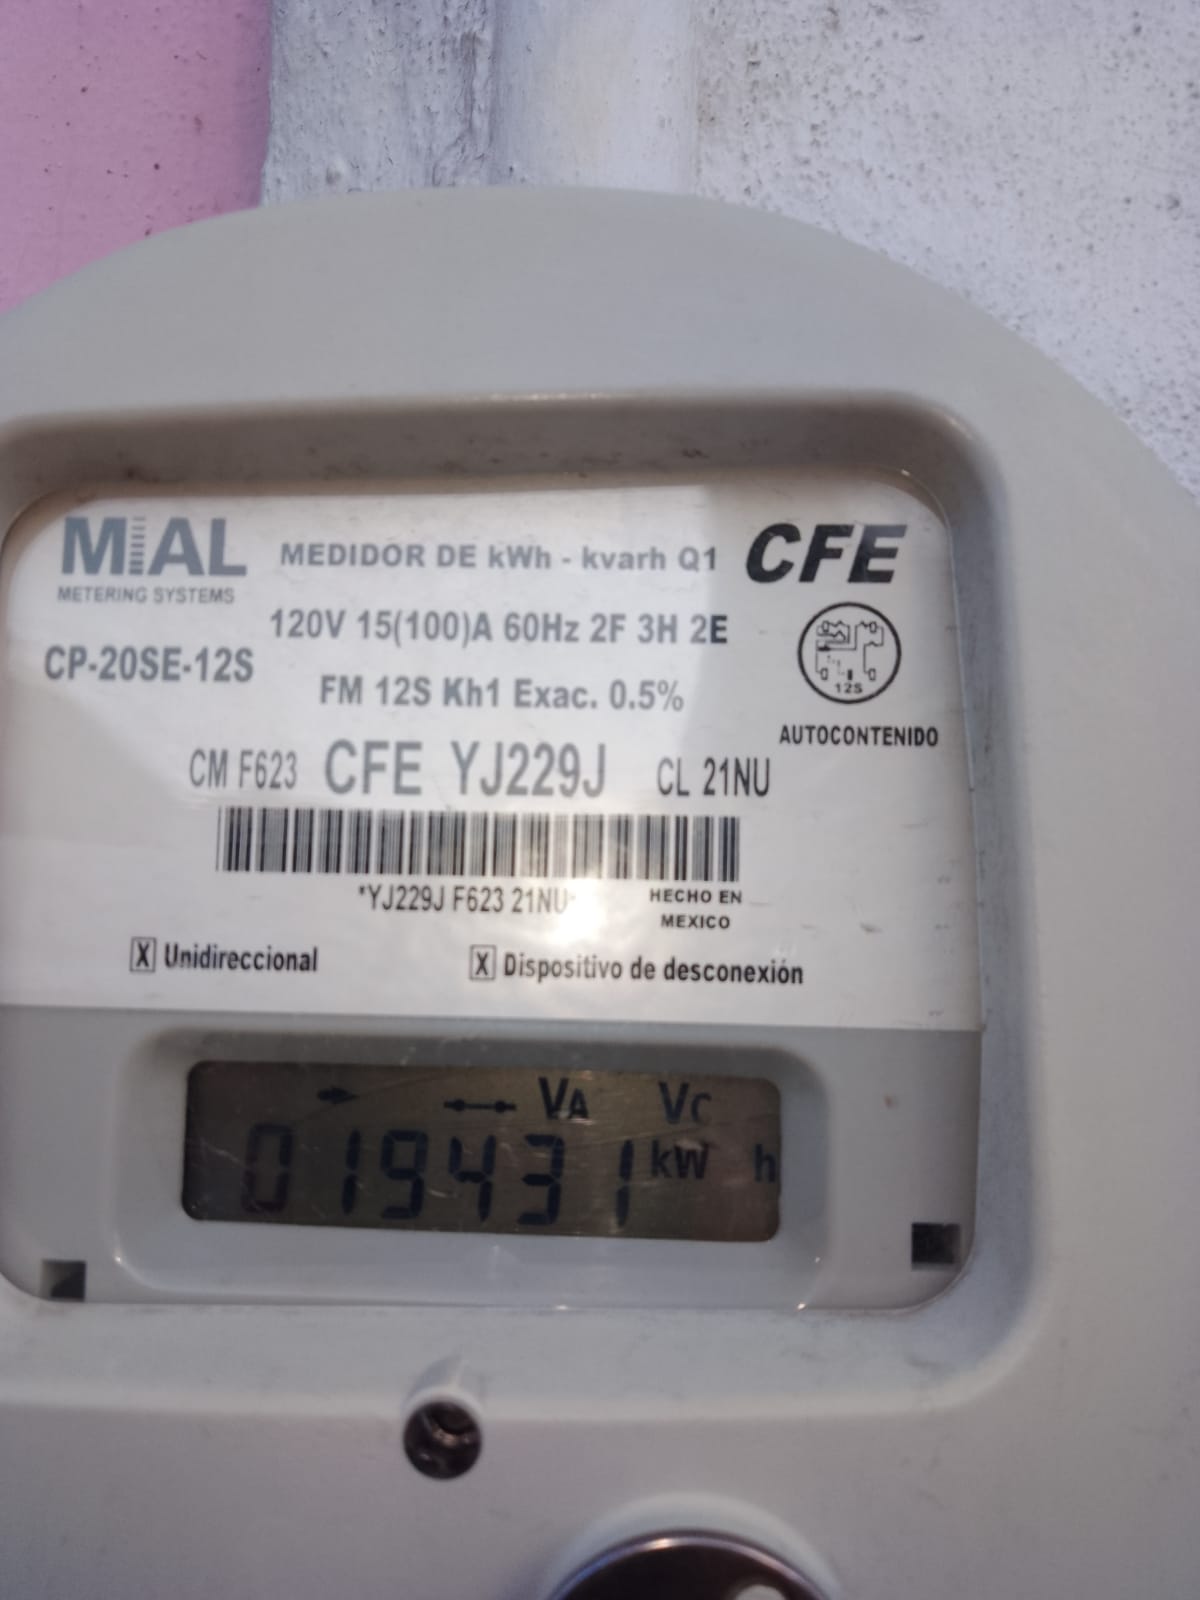 MIAL
METERING SYSTEMS
MEDIDOR DE kWh - kvarh Q1
CFE
120V 15(100)A 60Hz 2F 3H 2E
CP-20SE-12S
FM 12S Kh1 Exac. 0.5%
12S
AUTOCONTENIDO
CM F623 CFE YJ229J CL 21NU
*YJ229J F623 21NU*
HECHO EN
MEXICO
X Unidireccional
X Dispositivo de desconexión
VA VC
019431 kW h